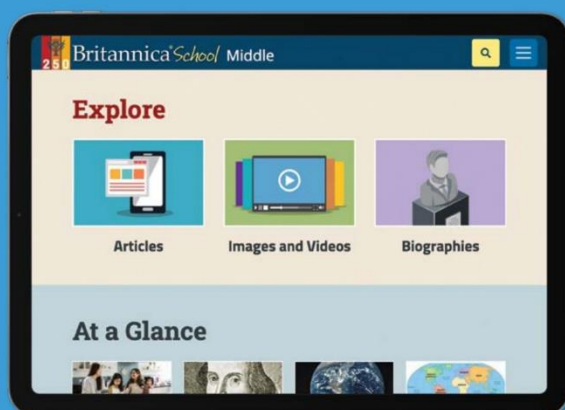 250
Britannica School Middle
Explore
Articles
Images and Videos
Biographies
At a Glance